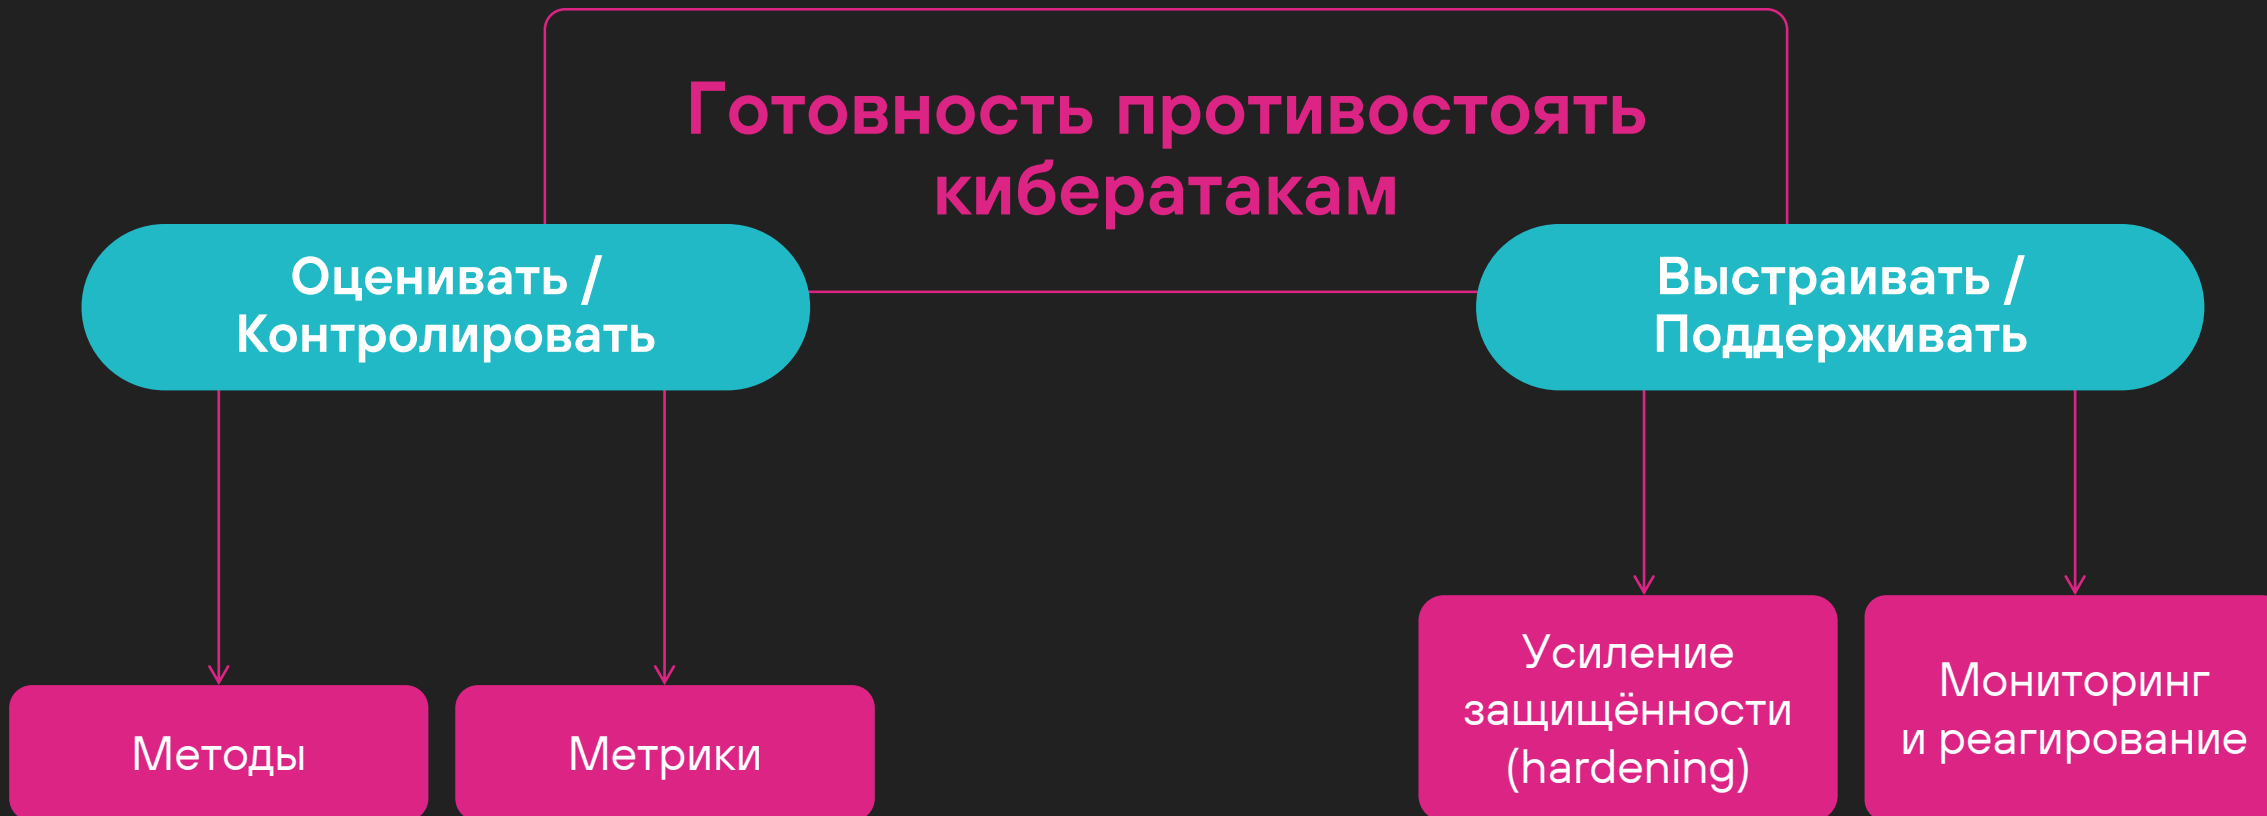 Готовность противостоять
кибератакам
Оценивать /
Контролировать
Выстраивать /
Поддерживать
Методы
Метрики
Усиление
защищённости
(hardening)
Мониторинг
и реагирование